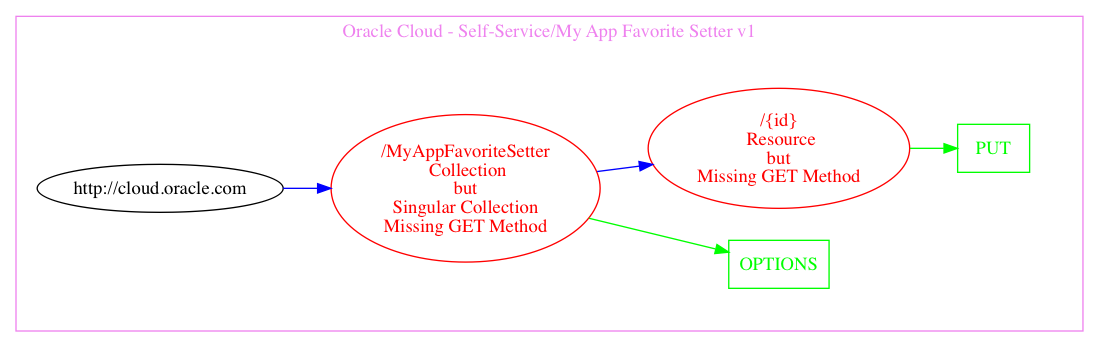 Oracle Cloud - Self-Service/My App Favorite Setter v1
http://cloud.oracle.com
/MyAppFavoriteSetter
Collection
but
Singular Collection
Missing GET Method
/{id}
Resource
but
Missing GET Method
PUT
OPTIONS